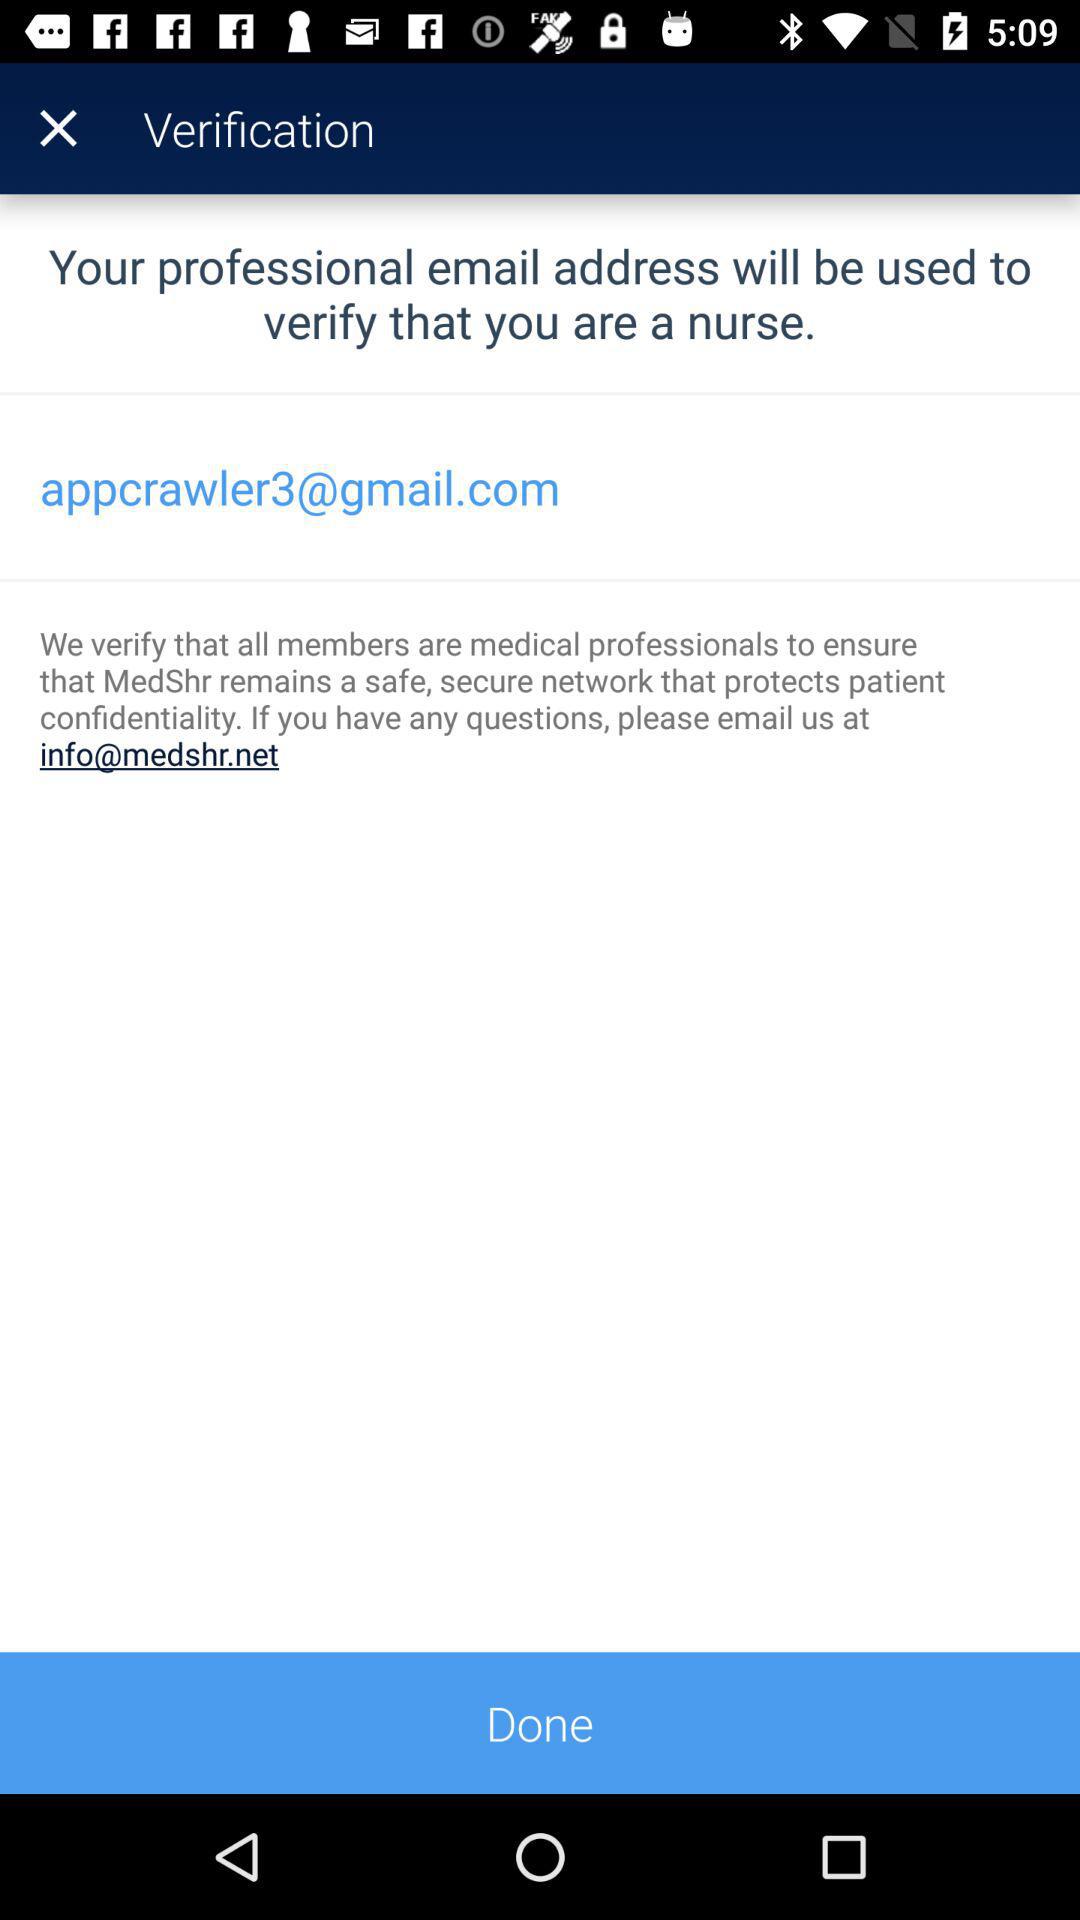 FAKE
5:09
Verification
Your professional email address will be used to
verify that you are a nurse.
appcrawler3@gmail.com
We verify that all members are medical professionals to ensure
that MedShr remains a safe, secure network that protects patient
confidentiality. If you have any questions, please email us at
info@medshr.net
Done